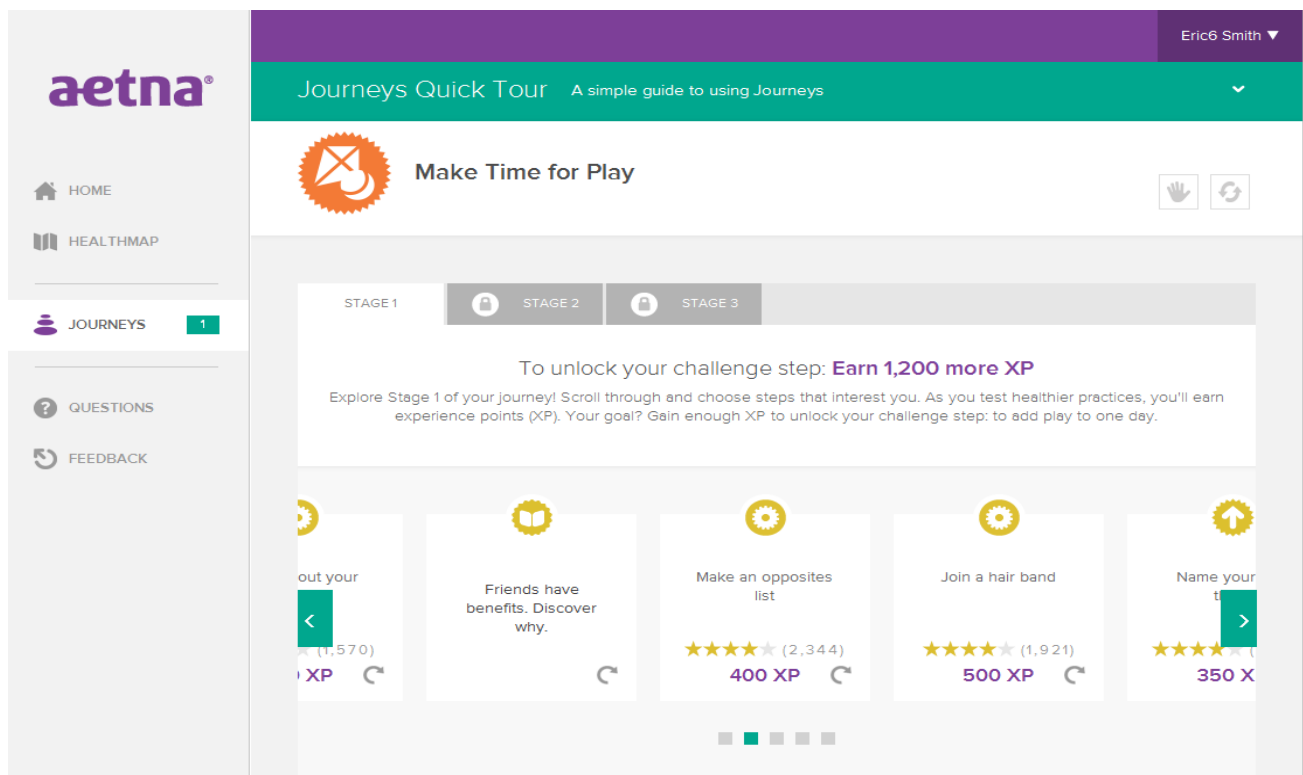 Eric6 Smith ▼
aetna®
Journeys Quick Tour A simple guide to using Journeys
Make Time for Play
HOME
HEALTHMAP
JOURNEYS 1
QUESTIONS
FEEDBACK
STAGE 1 STAGE 2 STAGE 3
To unlock your challenge step: Earn 1,200 more XP
Explore Stage 1 of your journey! Scroll through and choose steps that interest you. As you test healthier practices, you'll earn
experience points (XP). Your goal? Gain enough XP to unlock your challenge step: to add play to one day.
out your
(1,570)
XP
Friends have
benefits. Discover
why.
Make an opposites
list
(2,344)
400 XP
Join a hair band
(1,921)
500 XP
Name your
350 X